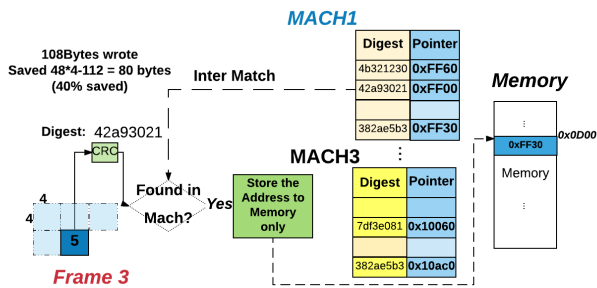 MACH1
108Bytes wrote
Saved 48*4-112 = 80 bytes
(40% saved)
Inter Match
Digest Pointer
4b321230 0xFF60
42a93021 0xFF00
382ae5b3 0xFF30
⋮
Memory
⋮
0xFF30
0x0D00
Memory
⋮
Digest: 42a93021
CRC
Found in
Mach?
Yes
Store the
Address to
Memory
only
MACH3
Digest Pointer
7df3e081 0x10060
382ae5b3 0x10ac0
4
4
5
Frame 3